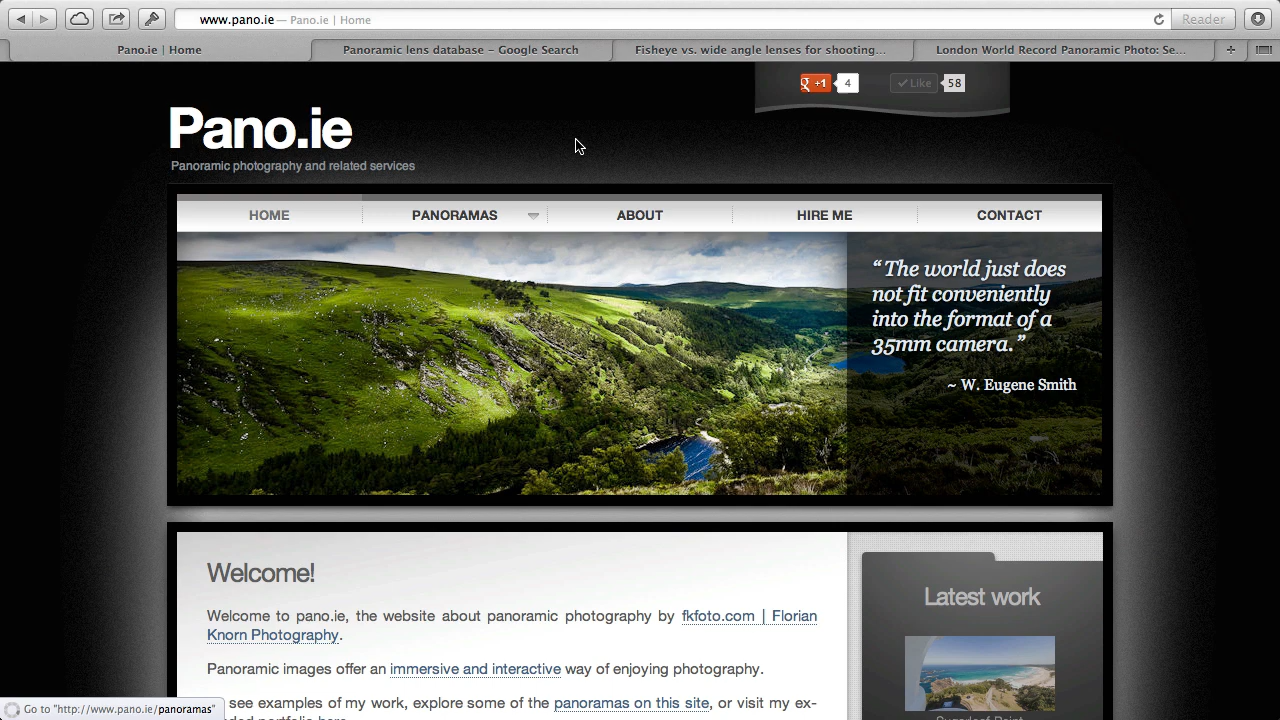 www.pano.ie — Pano.ie | Home
Reader
Pano.ie | Home
Panoramic lens database – Google Search
Fisheye vs. wide angle lenses for shooting...
London World Record Panoramic Photo: Se...
g +1
4
Like
58
Pano.ie
Panoramic photography and related services
HOME
PANORAMAS
ABOUT
HIRE ME
CONTACT
“The world just does
not fit conveniently
into the format of a
35mm camera.”
~ W. Eugene Smith
Welcome!
Welcome to pano.ie, the website about panoramic photography by fkfoto.com | Florian
Knorn Photography.
Panoramic images offer an immersive and interactive way of enjoying photography.
see examples of my work, explore some of the panoramas on this site, or visit my ex-
Latest work
Go to "http://www.pano.ie/panoramas"